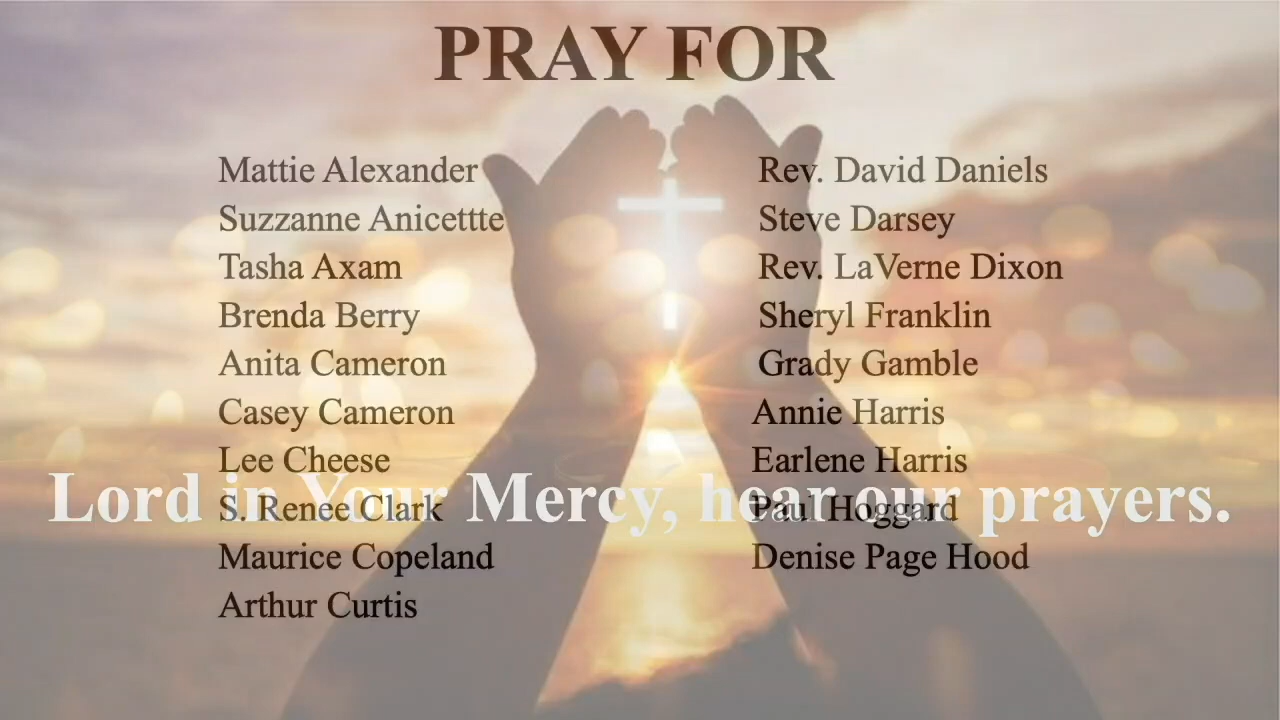 PRAY FOR
Mattie Alexander
Suzzanne Anicettte
Tasha Axam
Brenda Berry
Anita Cameron
Casey Cameron
Lee Cheese
S. Renee Clark
Maurice Copeland
Arthur Curtis
Rev. David Daniels
Steve Darsey
Rev. LaVerne Dixon
Sheryl Franklin
Grady Gamble
Annie Harris
Earlene Harris
Paul Hoggard
Denise Page Hood
Lord in Your Mercy, hear our prayers.